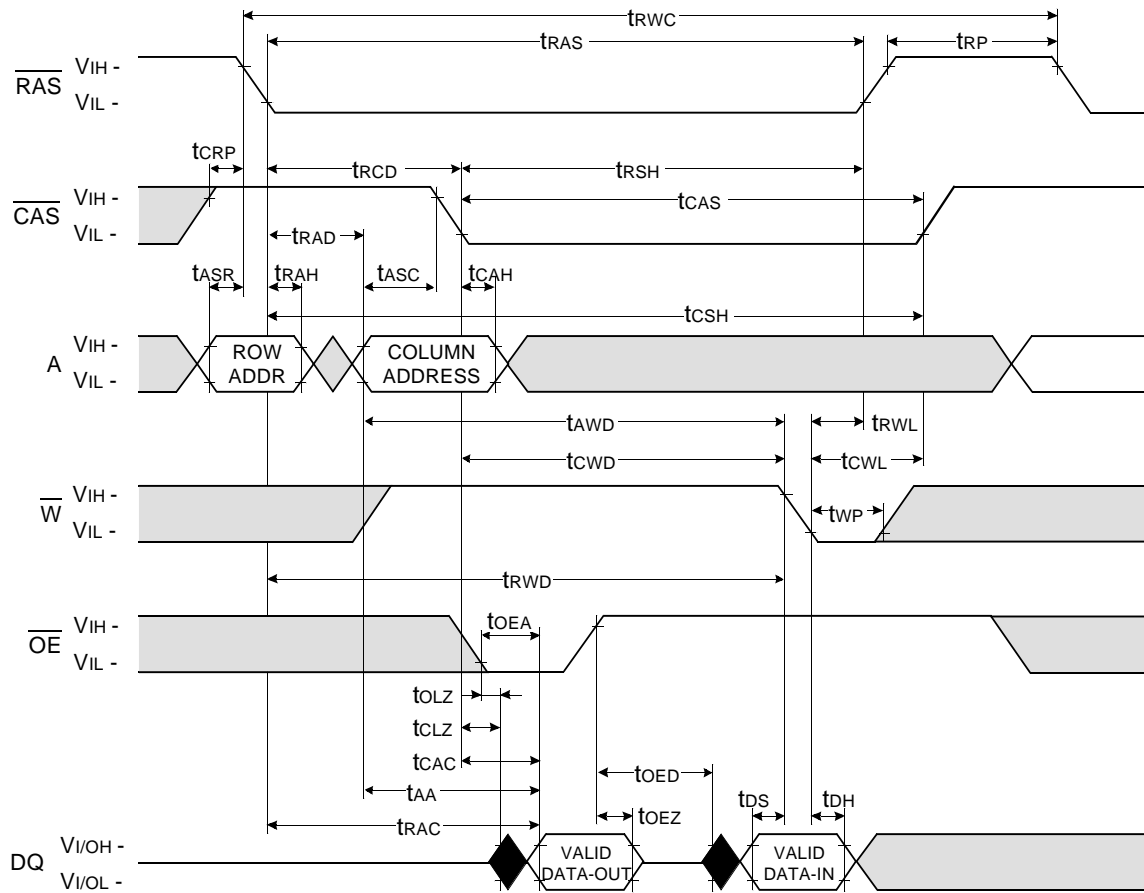 tRWC
tRAS
tRP
RAS
VIH -
VIL -
tCRP
tRCD
tRSH
CAS
VIH -
VIL -
tCAS
tRAD
tASR
tRAH
tASC
tCAH
tCSH
A
VIH -
VIL -
ROW
ADDR
COLUMN
ADDRESS
tAWD
tRWL
tCWD
tCWL
W
VIH -
VIL -
tWP
tRWD
OE
VIH -
VIL -
tOEA
tOLZ
tCLZ
tCAC
tOED
tAA
tDS
tDH
tRAC
tOEZ
DQ
VI/OH -
VI/OL -
VALID
DATA-OUT
VALID
DATA-IN